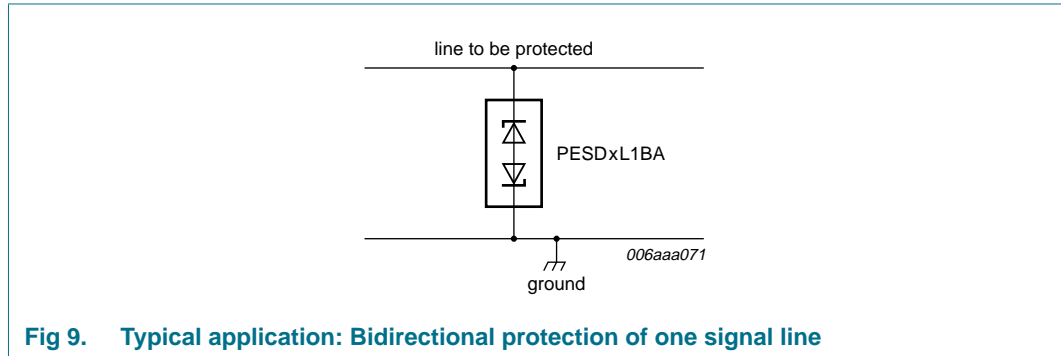 line to be protected
PESDxL1BA
006aaa071
ground
Fig 9. Typical application: Bidirectional protection of one signal line